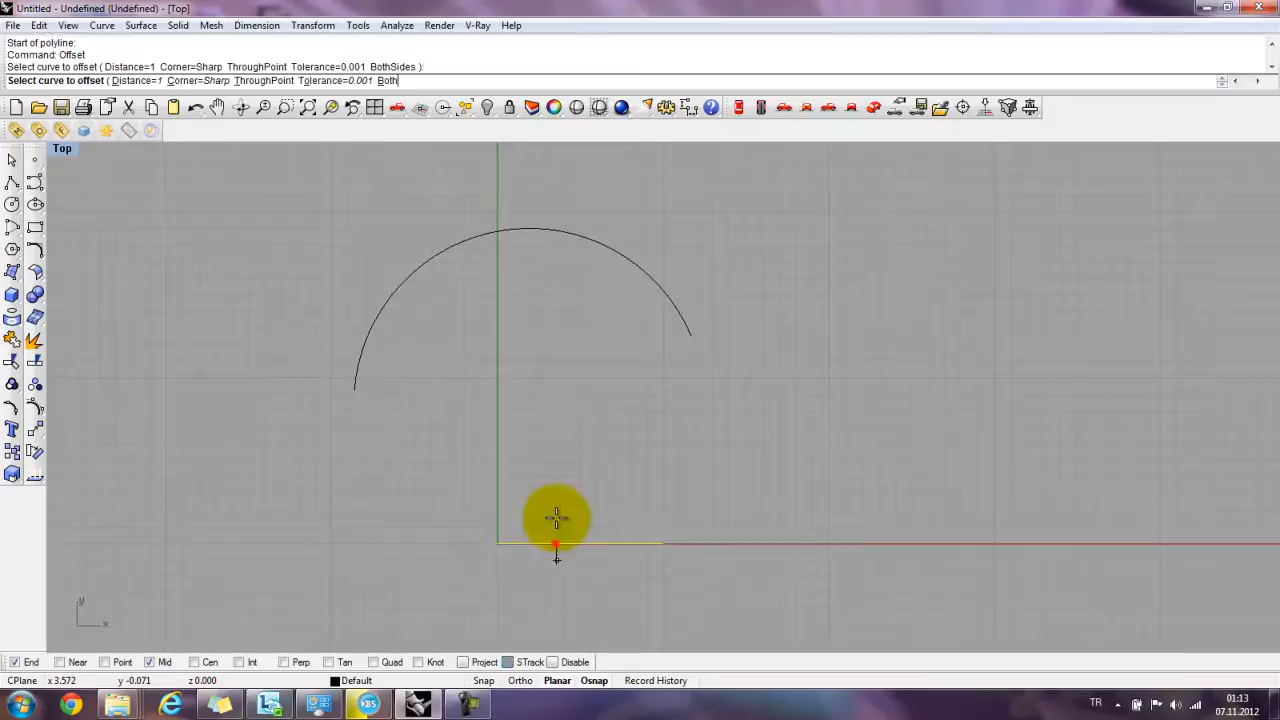 Untitled - Undefined (Undefined) - [Top]
File Edit View Curve Surface Solid Mesh Dimension Transform Tools Analyze Render V-Ray Help
Start of polyline:
Command: Offset
Select curve to offset ( Distance=1 Corner=Sharp ThroughPoint Tolerance=0.001 BothSides ):
Select curve to offset ( Distance=1 Corner=Sharp ThroughPoint Tolerance=0.001 Both
Top
y
x
End Near Point Mid Cen Int Perp Tan Quad Knot Project STrack Disable
CPlane x 3.572 y -0.071 z 0.000 Default Snap Ortho Planar Osnap Record History
TR 01:13
07.11.2012